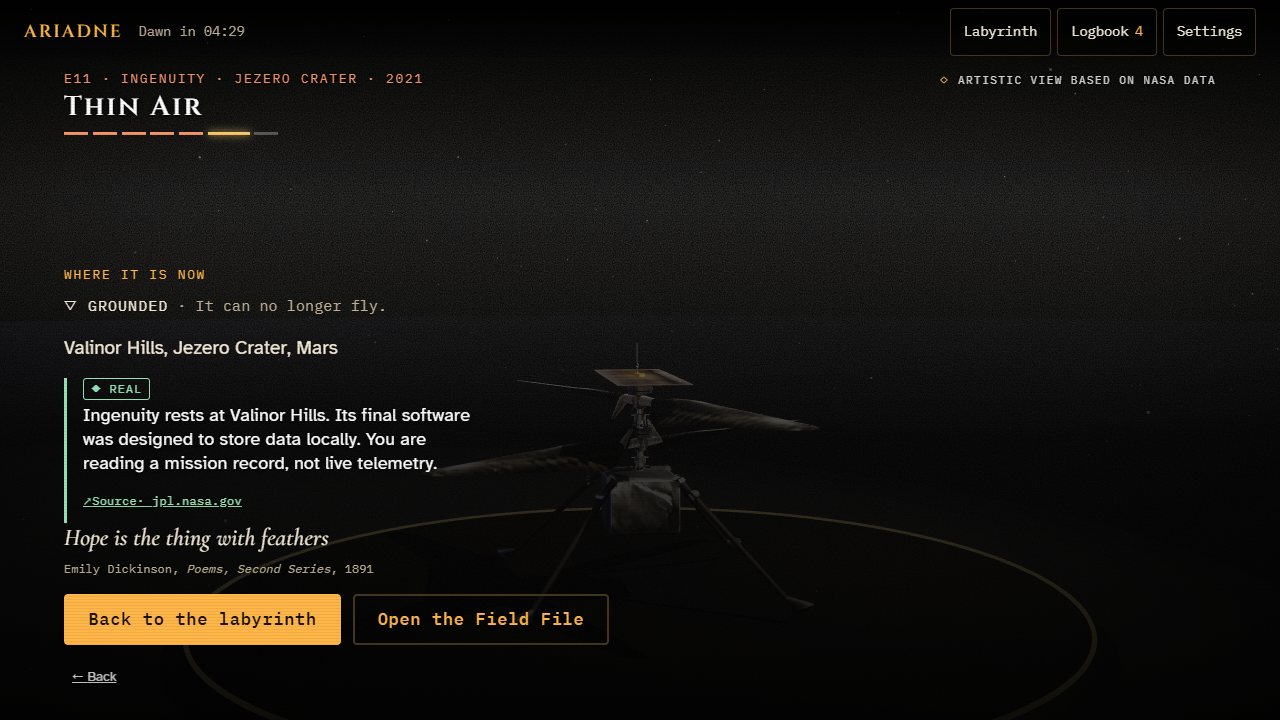 ARIADNE Dawn in 04:29 Labyrinth Logbook 4 Settings
E11 · INGENUITY · JEZERO CRATER · 2021
◇ ARTISTIC VIEW BASED ON NASA DATA
Thin Air
WHERE IT IS NOW
▽ GROUNDED · It can no longer fly.
Valinor Hills, Jezero Crater, Mars
◆ REAL
Ingenuity rests at Valinor Hills. Its final software
was designed to store data locally. You are
reading a mission record, not live telemetry.
↗Source· jpl.nasa.gov
Hope is the thing with feathers
Emily Dickinson, Poems, Second Series, 1891
Back to the labyrinth Open the Field File
← Back